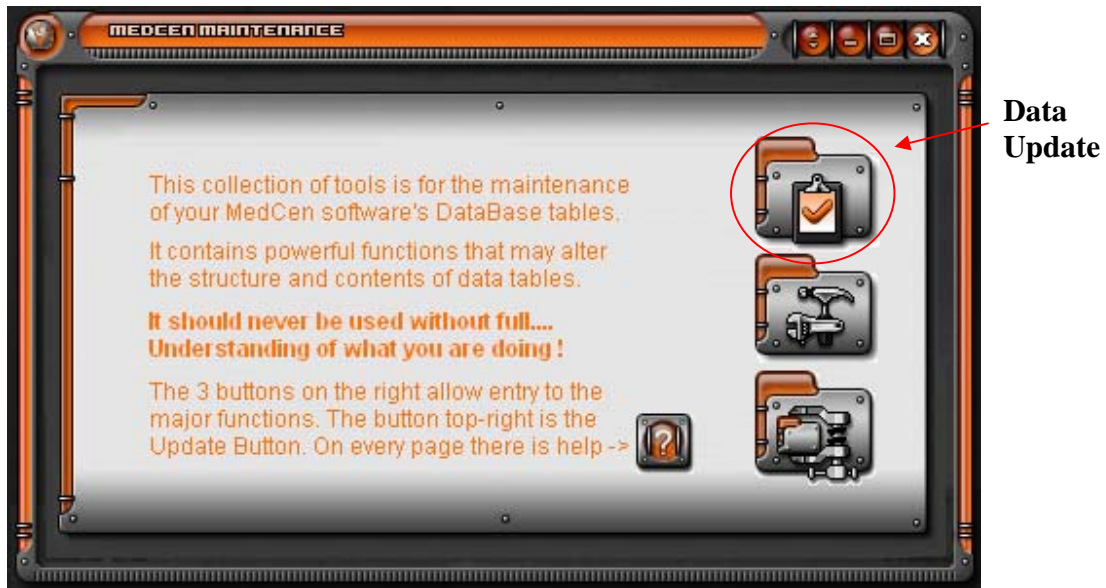 MEDCEN MAINTENANCE
This collection of tools is for the maintenance
of your MedCen software's DataBase tables.
It contains powerful functions that may alter
the structure and contents of data tables.
It should never be used without full....
Understanding of what you are doing !
The 3 buttons on the right allow entry to the
major functions. The button top-right is the
Update Button. On every page there is help ->
?
Data
Update